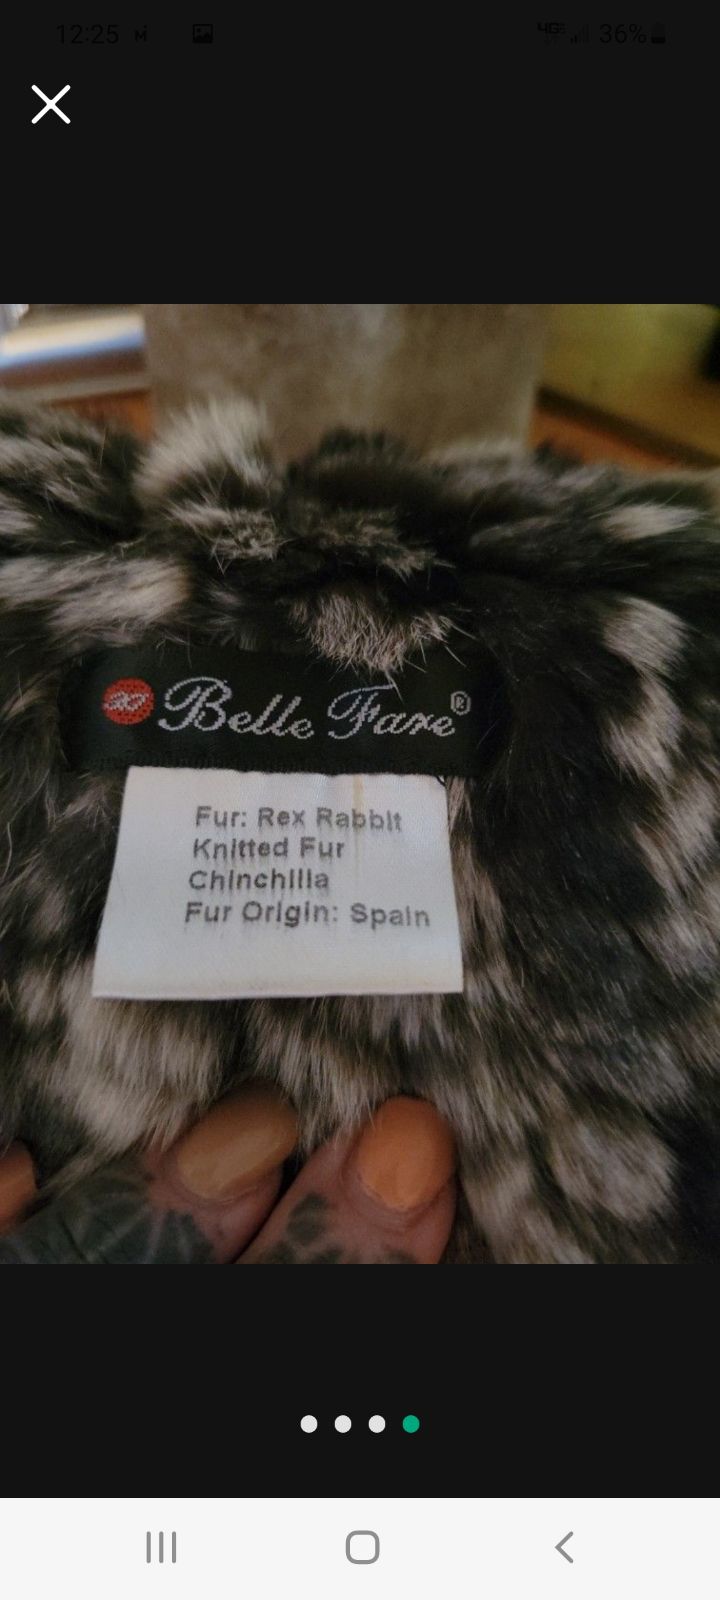 12:25
4G
36%
Belle Fare®
Fur: Rex Rabbit
Knitted Fur
Chinchilla
Fur Origin: Spain